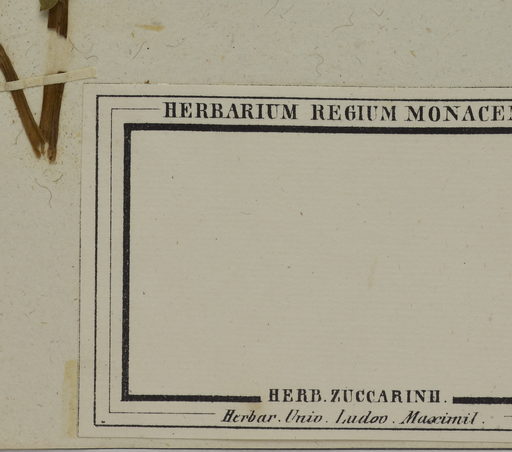 HERBARIUM REGIUM MONACEN
HERB. ZUCCARINII.
Herbar. Univ. Ludov. Maximil.